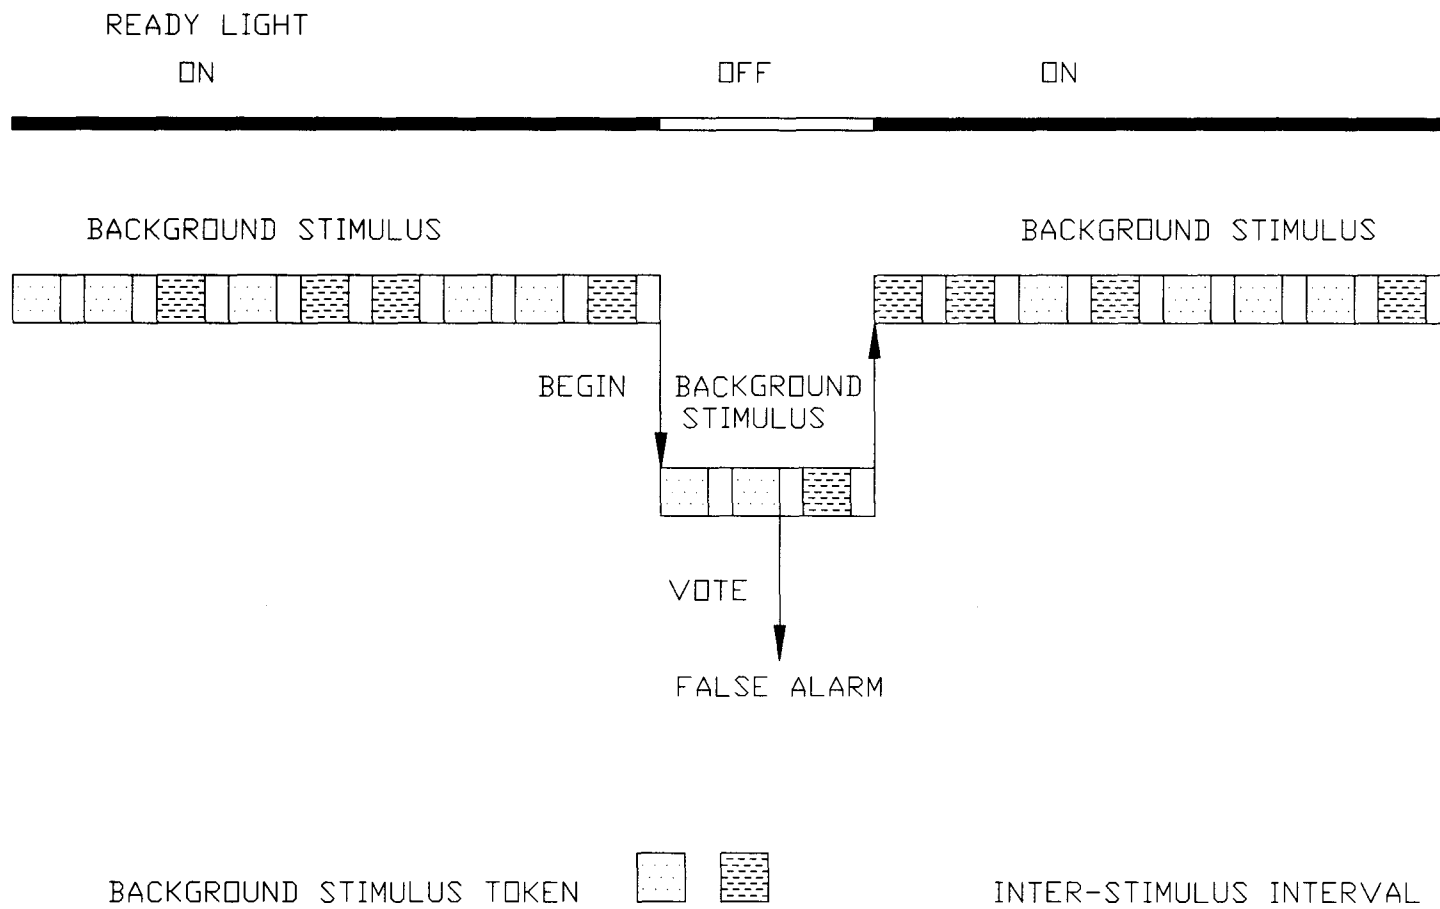 READY LIGHT
ON OFF ON
BACKGROUND STIMULUS BACKGROUND STIMULUS
BEGIN BACKGROUND
STIMULUS
VOTE
FALSE ALARM
BACKGROUND STIMULUS TOKEN INTER-STIMULUS INTERVAL